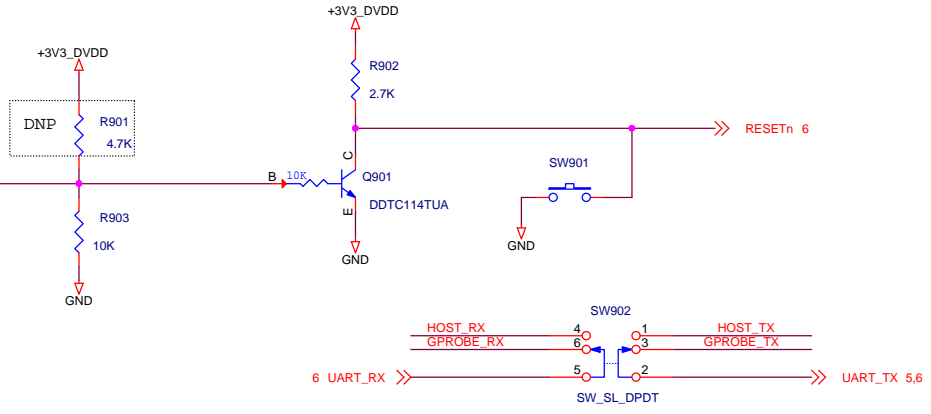 +3V3_DVDD
+3V3_DVDD
R902
2.7K
DNP
R901
4.7K
RESETn 6
C
SW901
B
10K
Q901
E
DDTC114TUA
R903
10K
GND
GND
GND
SW902
HOST_RX
4
1
HOST_TX
GPROBE_RX
6
3
GPROBE_TX
6 UART_RX
5
2
UART_TX 5,6
SW_SL_DPDT